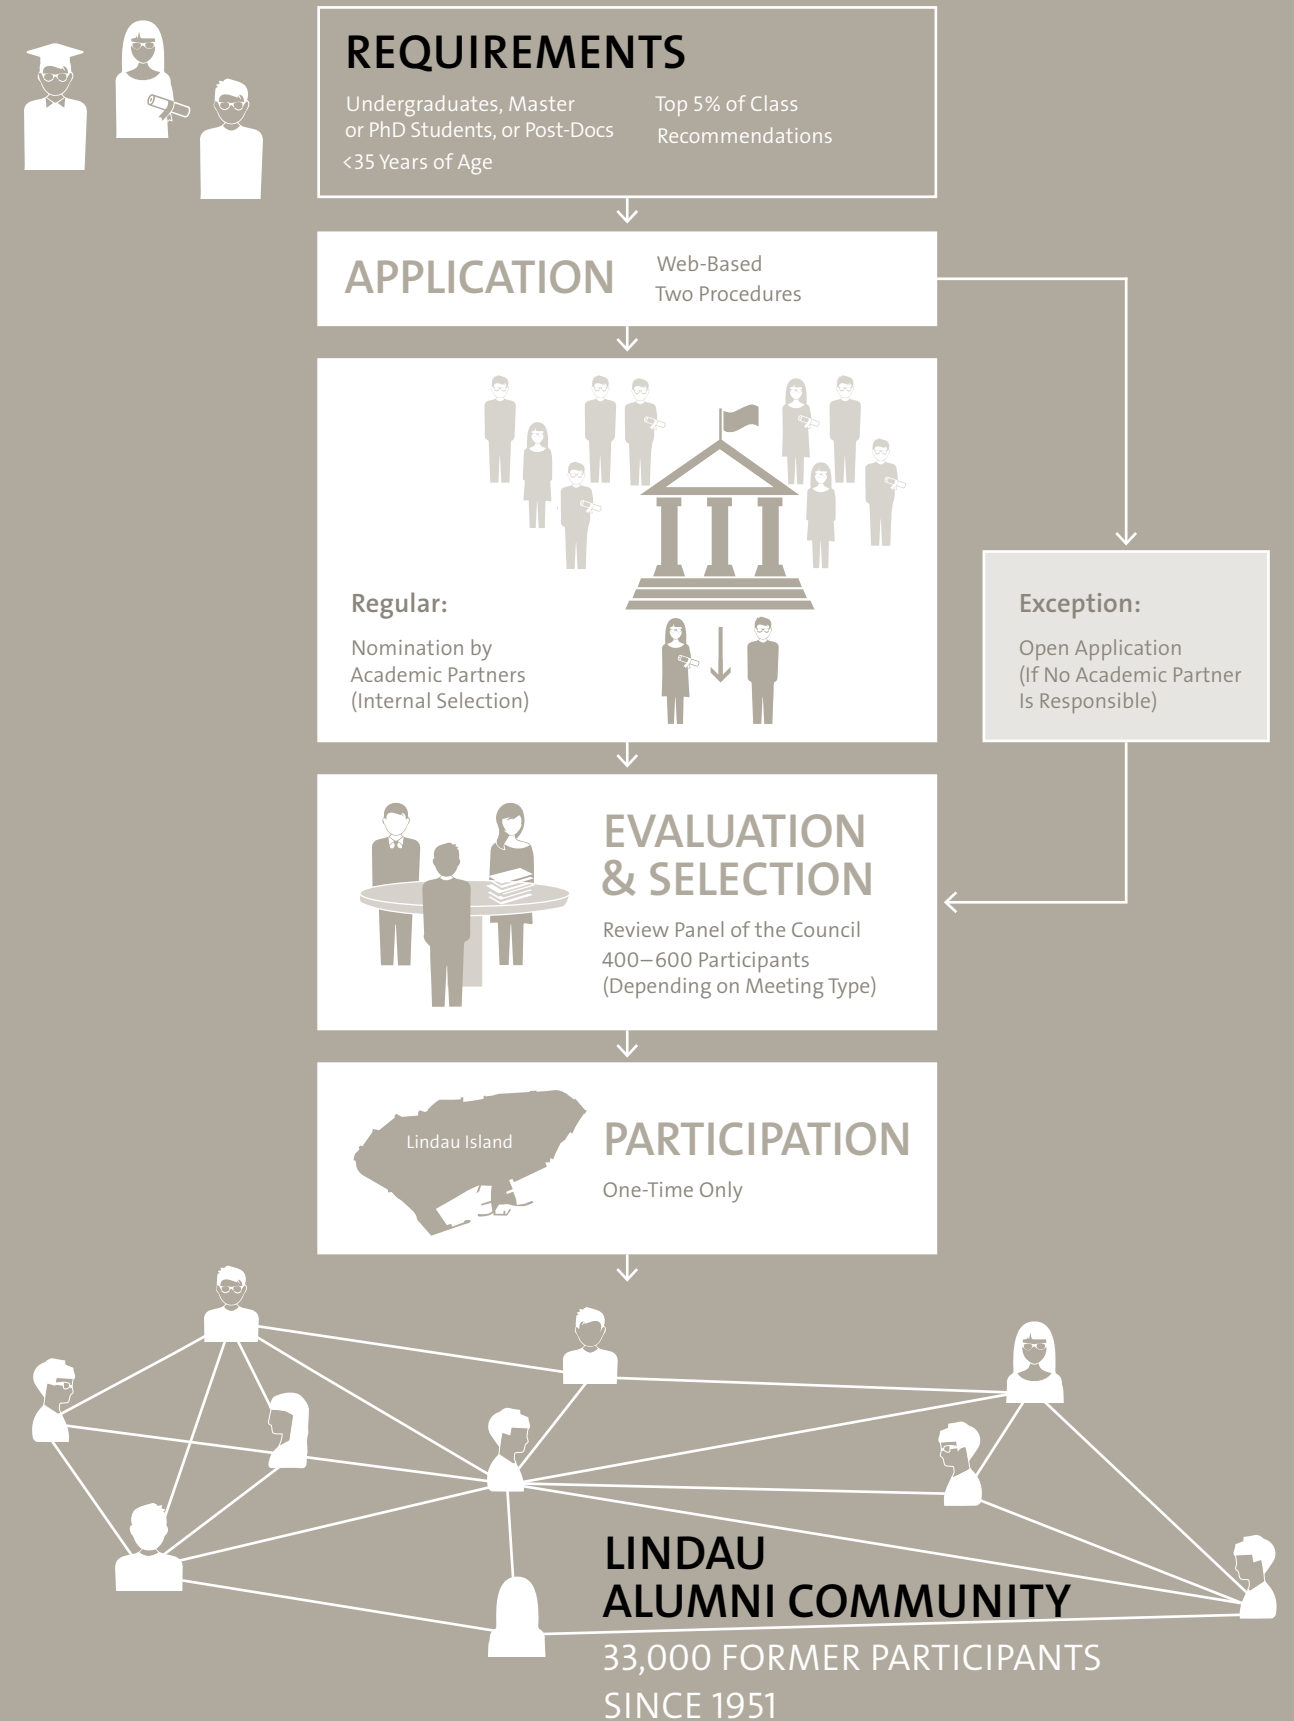 REQUIREMENTS
Undergraduates, Master
or PhD Students, or Post-Docs
<35 Years of Age
Top 5% of Class
Recommendations
APPLICATION
Web-Based
Two Procedures
Regular:
Nomination by
Academic Partners
(Internal Selection)
Exception:
Open Application
(If No Academic Partner
Is Responsible)
EVALUATION
& SELECTION
Review Panel of the Council
400–600 Participants
(Depending on Meeting Type)
Lindau Island
PARTICIPATION
One-Time Only
LINDAU
ALUMNI COMMUNITY
33,000 FORMER PARTICIPANTS
SINCE 1951